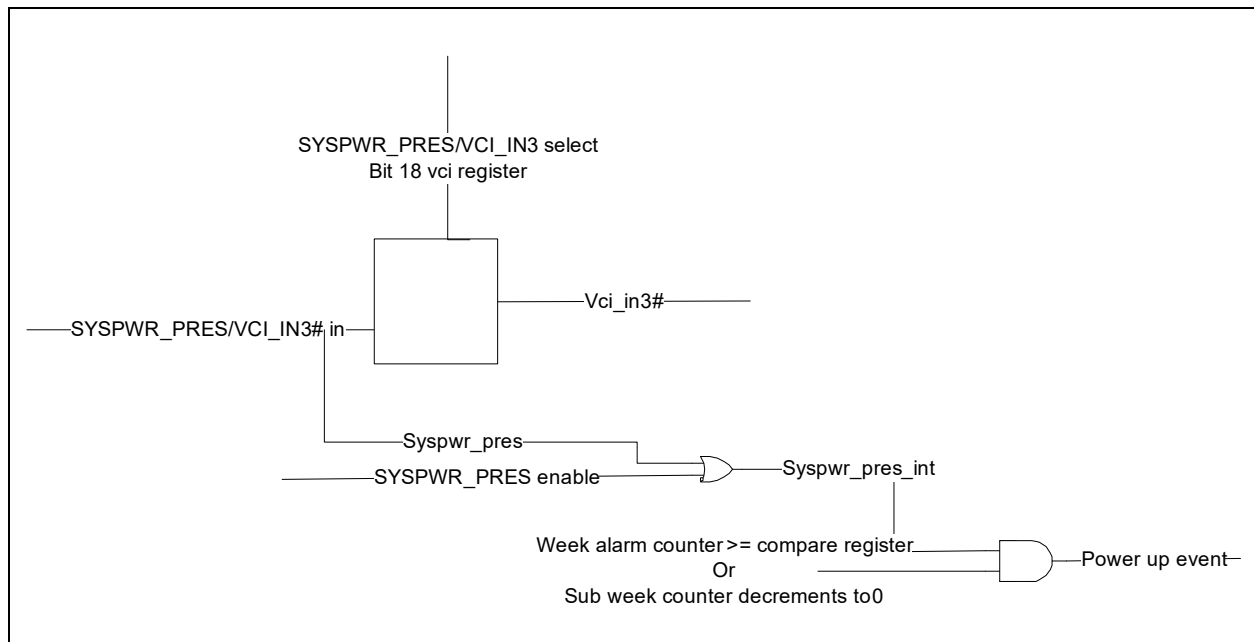 SYSPWR_PRES/VCI_IN3 select
Bit 18 vci register
Vci_in3#
SYSPWR_PRES/VCI_IN3# in
Syspwr_pres
SYSPWR_PRES enable
Syspwr_pres_int
Week alarm counter >= compare register
Or
Sub week counter decrements to0
Power up event